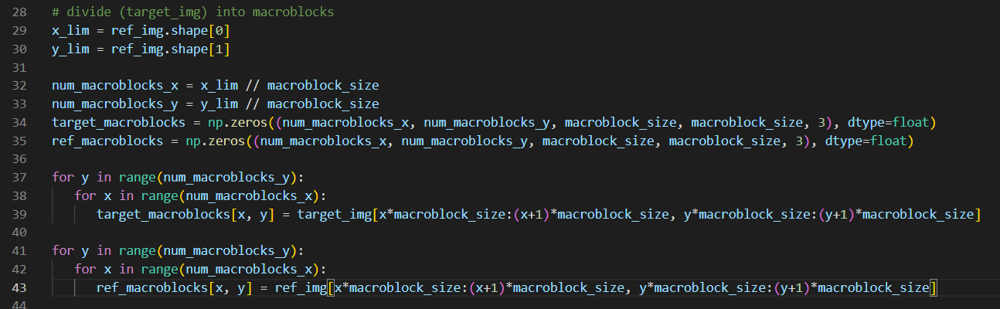 28 # divide (target_img) into macroblocks
29 x_lim = ref_img.shape[0]
30 y_lim = ref_img.shape[1]
31
32 num_macroblocks_x = x_lim // macroblock_size
33 num_macroblocks_y = y_lim // macroblock_size
34 target_macroblocks = np.zeros((num_macroblocks_x, num_macroblocks_y, macroblock_size, macroblock_size, 3), dtype=float)
35 ref_macroblocks = np.zeros((num_macroblocks_x, num_macroblocks_y, macroblock_size, macroblock_size, 3), dtype=float)
36
37 for y in range(num_macroblocks_y):
38 for x in range(num_macroblocks_x):
39 target_macroblocks[x, y] = target_img[x*macroblock_size:(x+1)*macroblock_size, y*macroblock_size:(y+1)*macroblock_size]
40
41 for y in range(num_macroblocks_y):
42 for x in range(num_macroblocks_x):
43 ref_macroblocks[x, y] = ref_img[x*macroblock_size:(x+1)*macroblock_size, y*macroblock_size:(y+1)*macroblock_size]
44